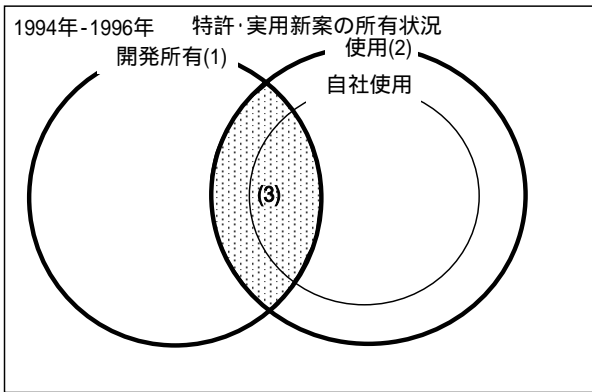 1994年-1996年 特許･実用新案の所有状況
開発所有(1)
使用(2)
自社使用
(3)